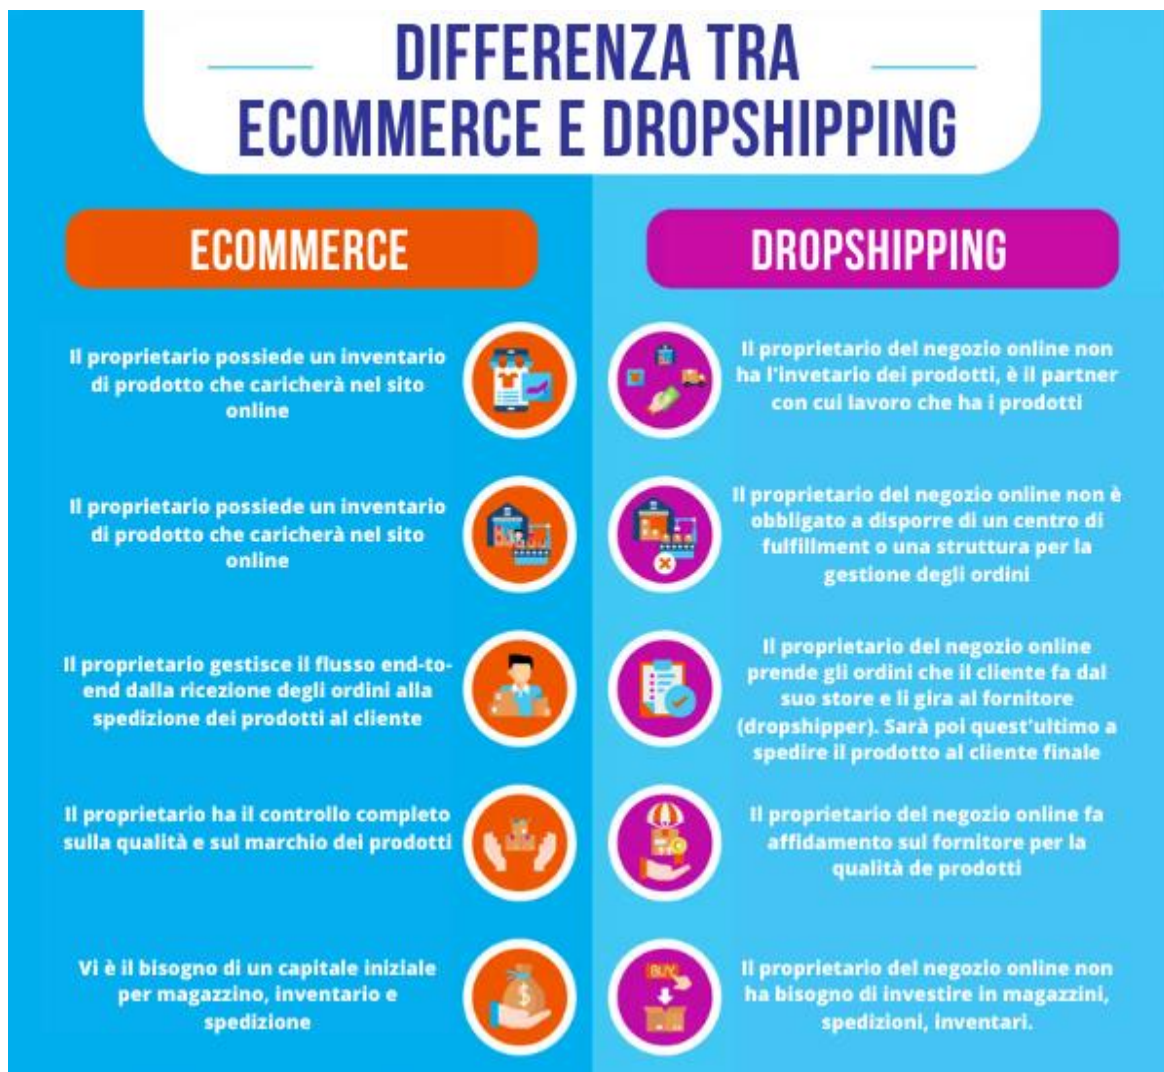 DIFFERENZA TRA
ECOMMERCE E DROPSHIPPING
ECOMMERCE
Il proprietario possiede un inventario
di prodotto che caricherà nel sito
online
Il proprietario possiede un inventario
di prodotto che caricherà nel sito
online
Il proprietario gestisce il flusso end-to-
end dalla ricezione degli ordini alla
spedizione dei prodotti al cliente
Il proprietario ha il controllo completo
sulla qualità e sul marchio dei prodotti
Vi è il bisogno di un capitale iniziale
per magazzino, inventario e
spedizione
$
DROPSHIPPING
Il proprietario del negozio online non
ha l'invetario dei prodotti, è il partner
con cui lavoro che ha i prodotti
Il proprietario del negozio online non è
obbligato a disporre di un centro di
fulfillment o una struttura per la
gestione degli ordini
Il proprietario del negozio online
prende gli ordini che il cliente fa dal
suo store e li gira al fornitore
(dropshipper). Sarà poi quest'ultimo a
spedire il prodotto al cliente finale
Il proprietario del negozio online fa
affidamento sul fornitore per la
qualità de prodotti
BUY
Il proprietario del negozio online non
ha bisogno di investire in magazzini,
spedizioni, inventari.